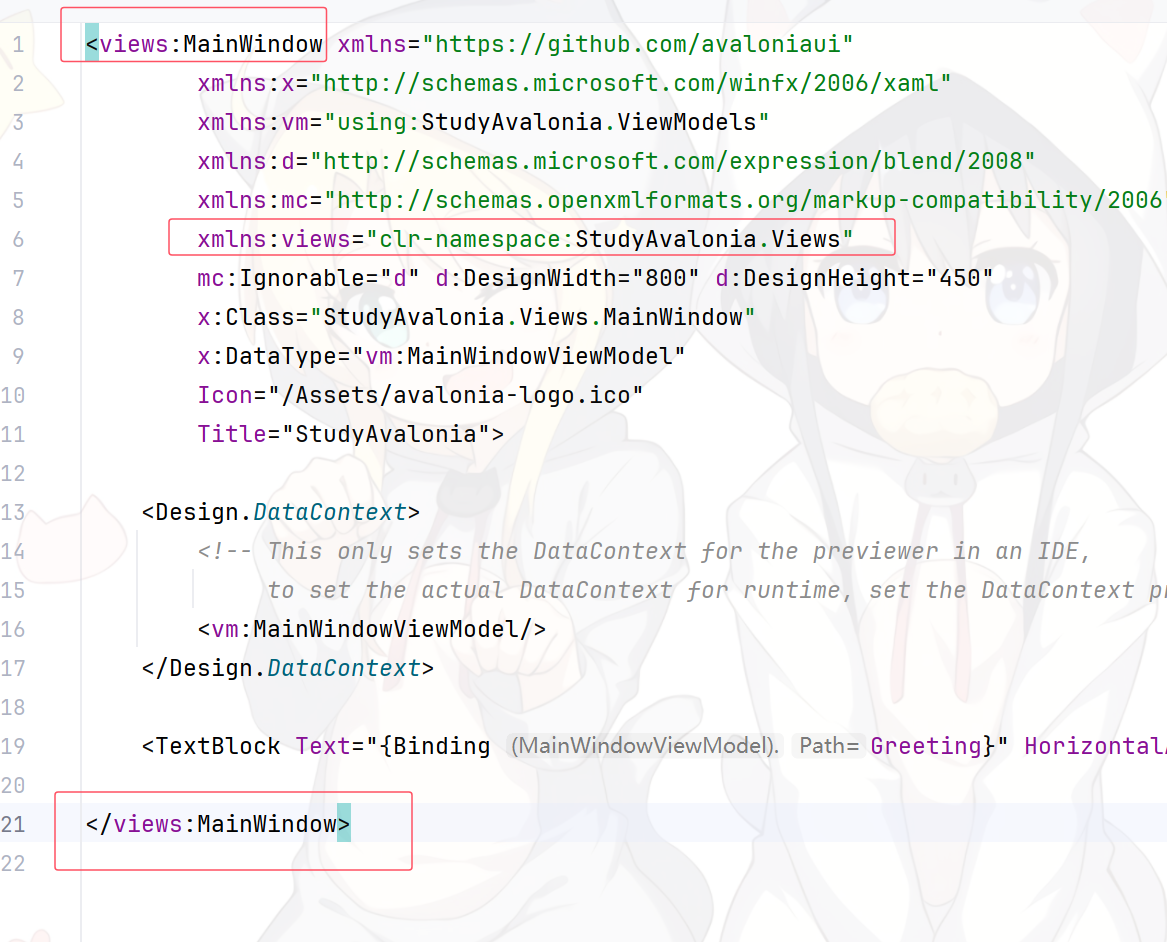 1 <views:MainWindow xmlns="https://github.com/avaloniaui"
2 xmlns:x="http://schemas.microsoft.com/winfx/2006/xaml"
3 xmlns:vm="using:StudyAvalonia.ViewModels"
4 xmlns:d="http://schemas.microsoft.com/expression/blend/2008"
5 xmlns:mc="http://schemas.openxmlformats.org/markup-compatibility/2006"
6 xmlns:views="clr-namespace:StudyAvalonia.Views"
7 mc:Ignorable="d" d:DesignWidth="800" d:DesignHeight="450"
8 x:Class="StudyAvalonia.Views.MainWindow"
9 x:DataType="vm:MainWindowViewModel"
10 Icon="/Assets/avalonia-logo.ico"
11 Title="StudyAvalonia">
12
13 <Design.DataContext>
14 <!-- This only sets the DataContext for the previewer in an IDE,
15 to set the actual DataContext for runtime, set the DataContext pr
16 <vm:MainWindowViewModel/>
17 </Design.DataContext>
18
19 <TextBlock Text="{Binding (MainWindowViewModel). Path= Greeting}" Horizontal
20
21 </views:MainWindow>
22